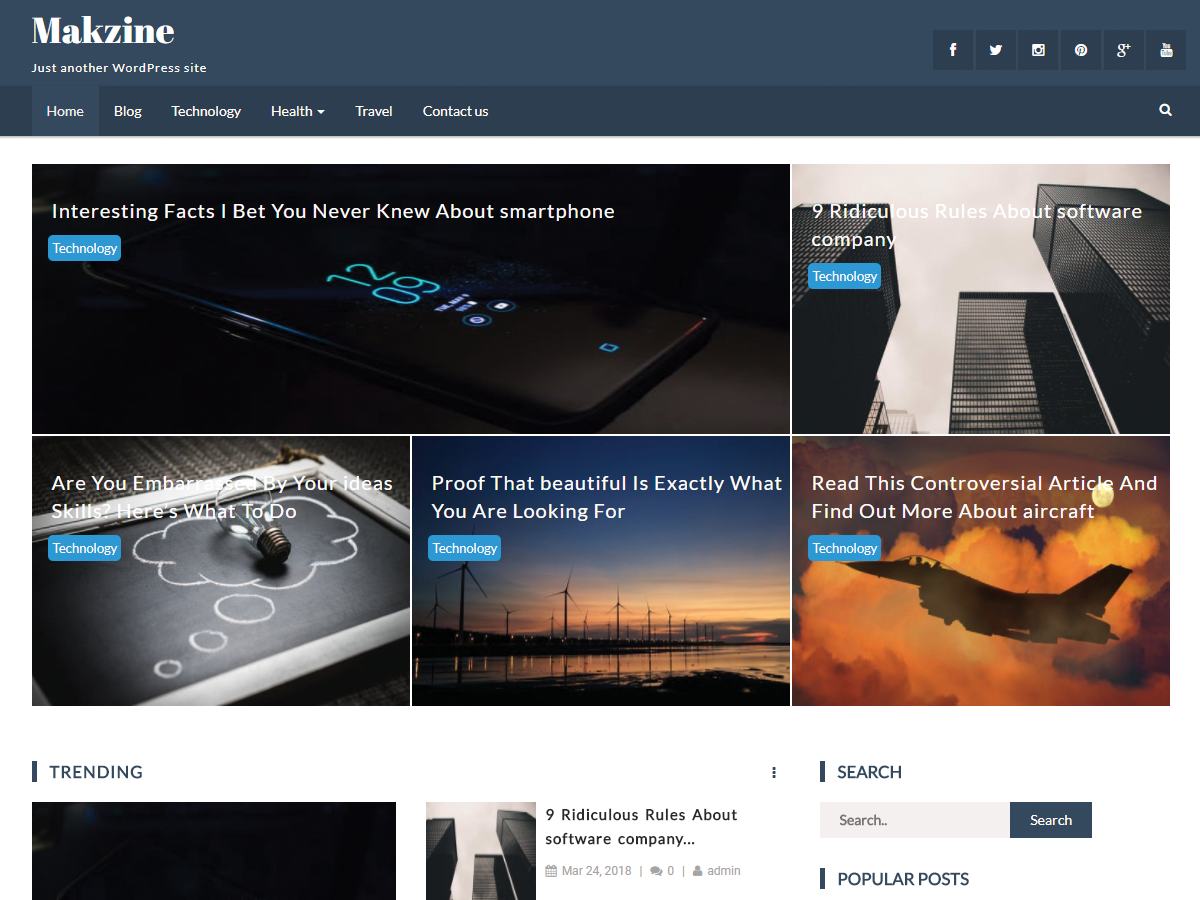 Makzine
Just another WordPress site
Home Blog Technology Health Travel Contact us
Interesting Facts I Bet You Never Knew About smartphone
Technology
12
09
9 Ridiculous Rules About software
company
Technology
Are You Embarrassed By Your ideas
Skills? Here's What To Do
Technology
Proof That beautiful Is Exactly What
You Are Looking For
Technology
Read This Controversial Article And
Find Out More About aircraft
Technology
TRENDING
9 Ridiculous Rules About
software company...
Mar 24, 2018 | 0 | admin
SEARCH
Search..
Search
POPULAR POSTS